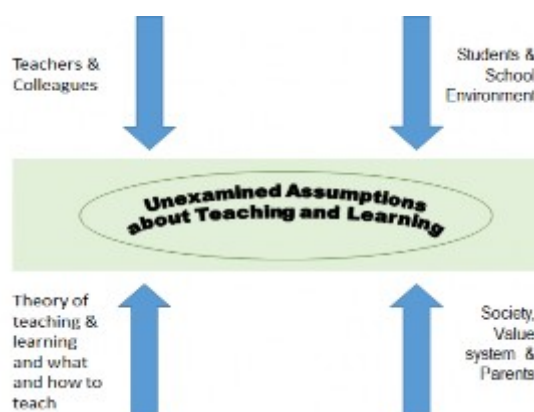 Teachers &
Colleagues
Students &
School
Environment
Unexamined Assumptions
about Teaching and Learning
Theory of
teaching &
learning
and what
and how to
teach
Society,
Value
system &
Parents